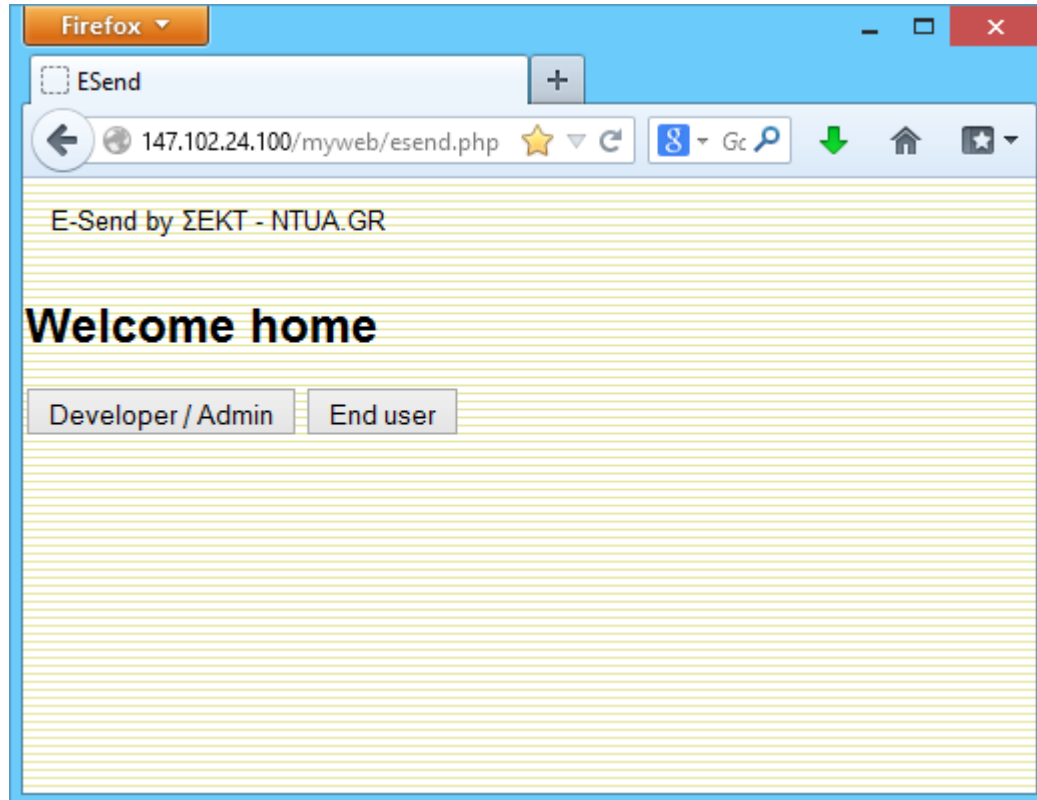 Firefox
ESend
147.102.24.100/myweb/esend.php
E-Send by ΣΕΚΤ - NTUA.GR
Welcome home
Developer / Admin End user